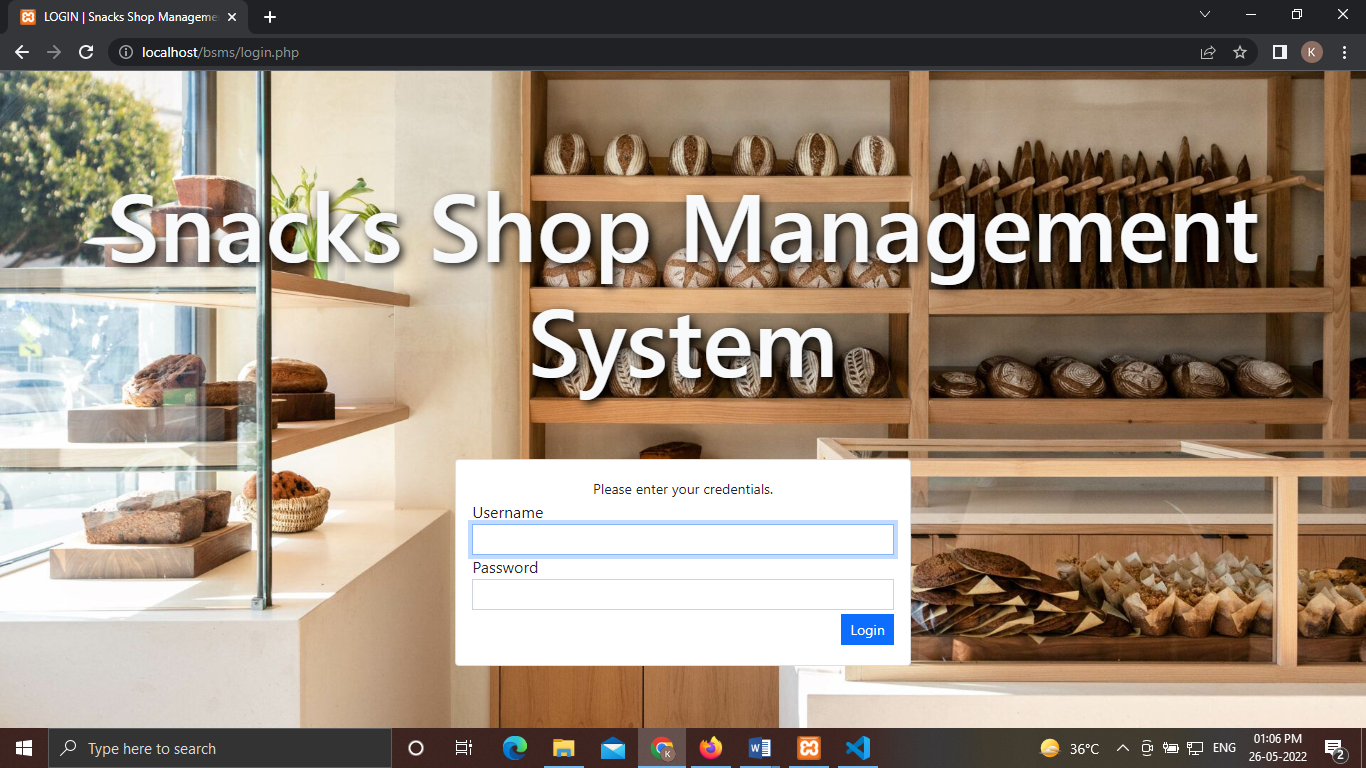 LOGIN | Snacks Shop Manageme
localhost/bsms/login.php
K
Snacks Shop Management
System
Please enter your credentials.
Username
Password
Login
Type here to search
K
W
36°C
ENG
01:06 PM
26-05-2022
2